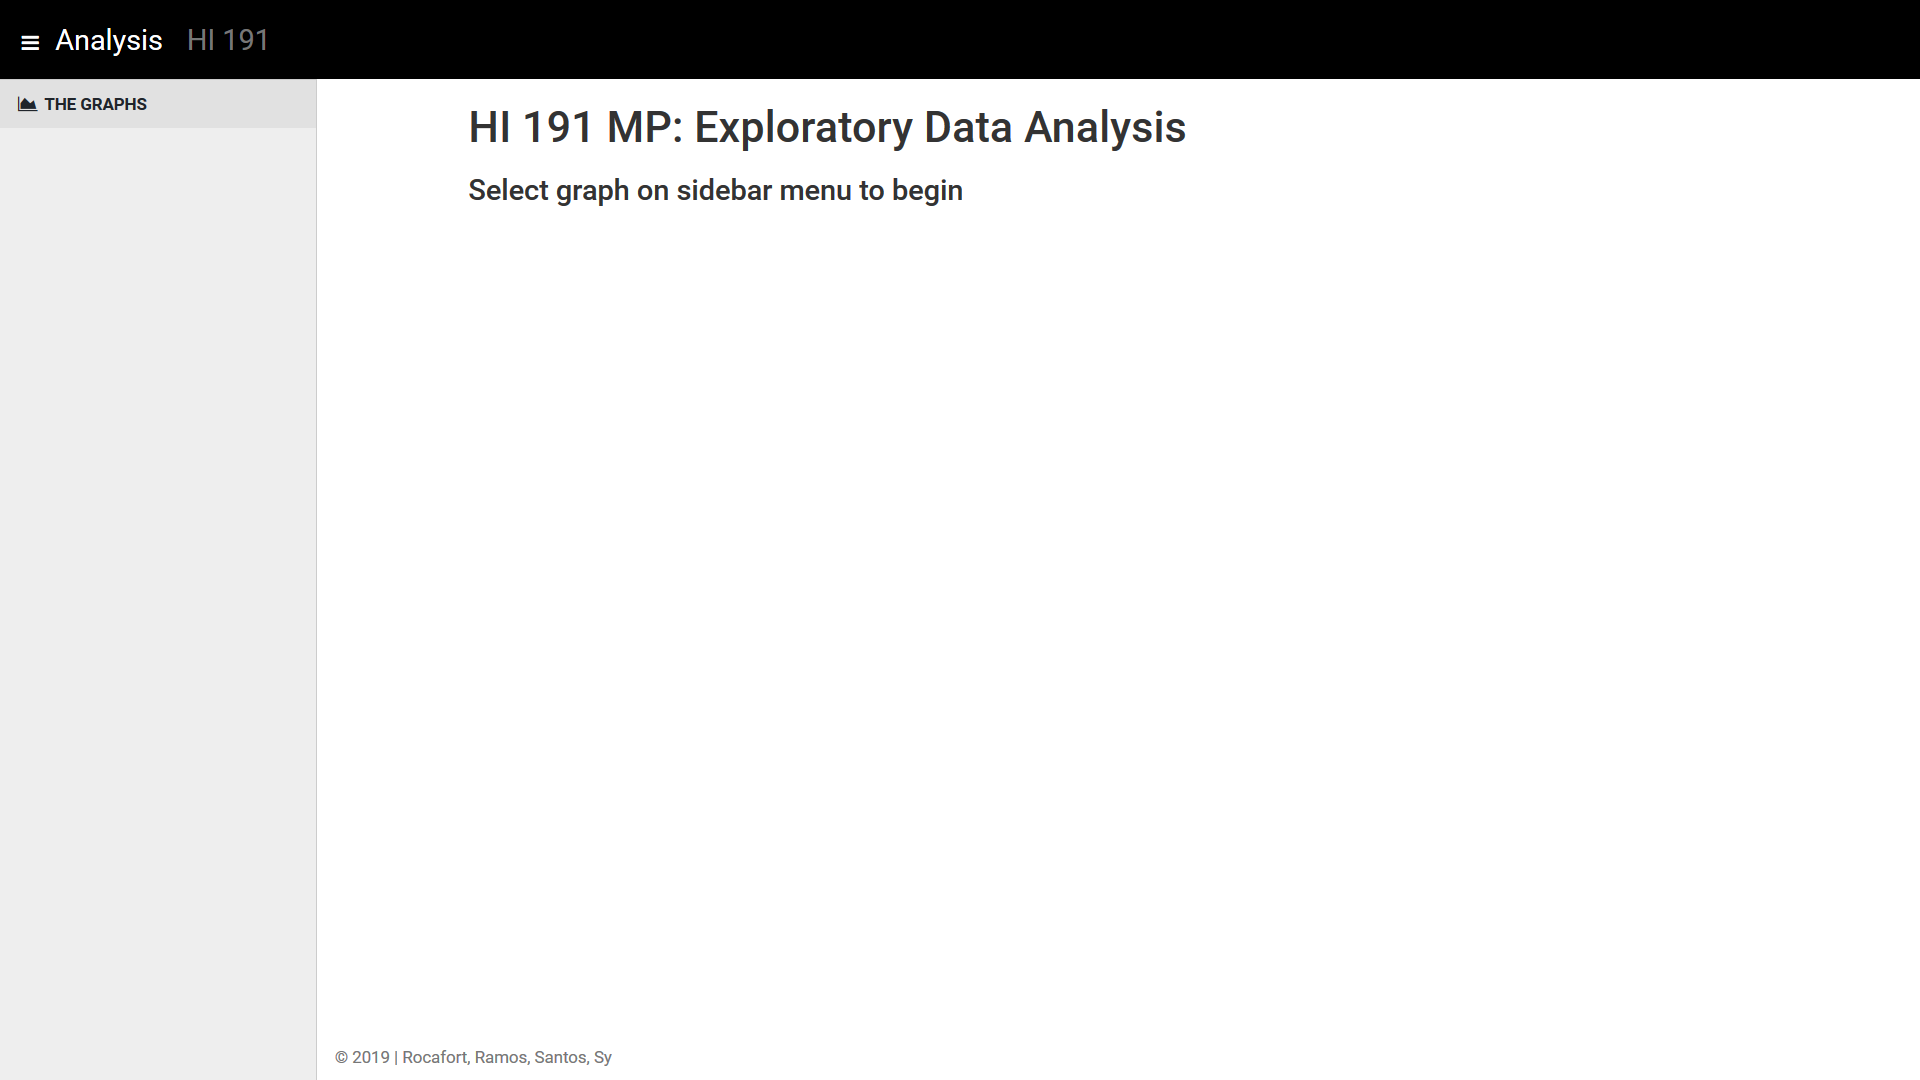 Analysis HI 191
THE GRAPHS
HI 191 MP: Exploratory Data Analysis
Select graph on sidebar menu to begin
© 2019 | Rocafort, Ramos, Santos, Sy